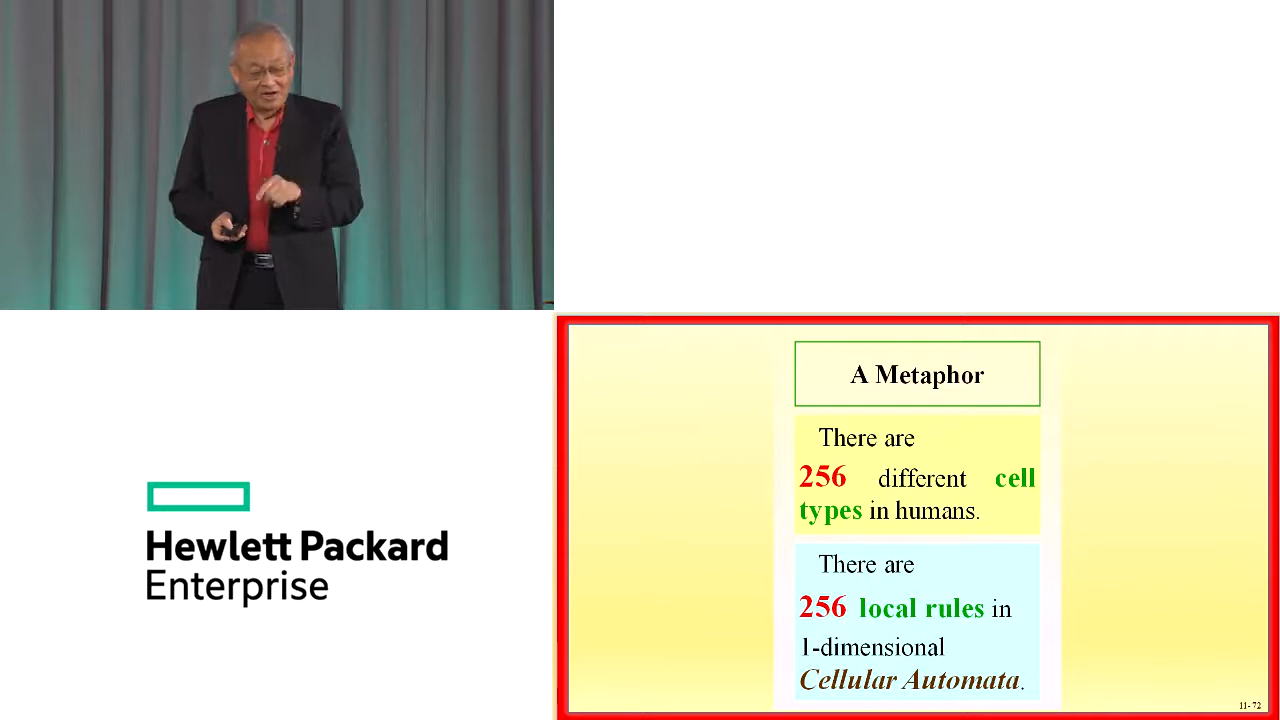 Hewlett Packard
Enterprise
A Metaphor
There are
256 different cell
types in humans.
There are
256 local rules in
1-dimensional
Cellular Automata.
11-72